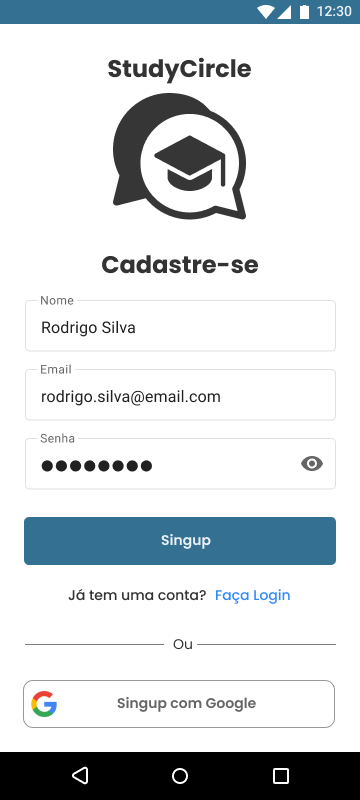 12:30
StudyCircle
Cadastre-se
Nome
Rodrigo Silva
Email
rodrigo.silva@email.com
Senha
●●●●●●●●
Singup
Já tem uma conta? Faça Login
Ou
Singup com Google